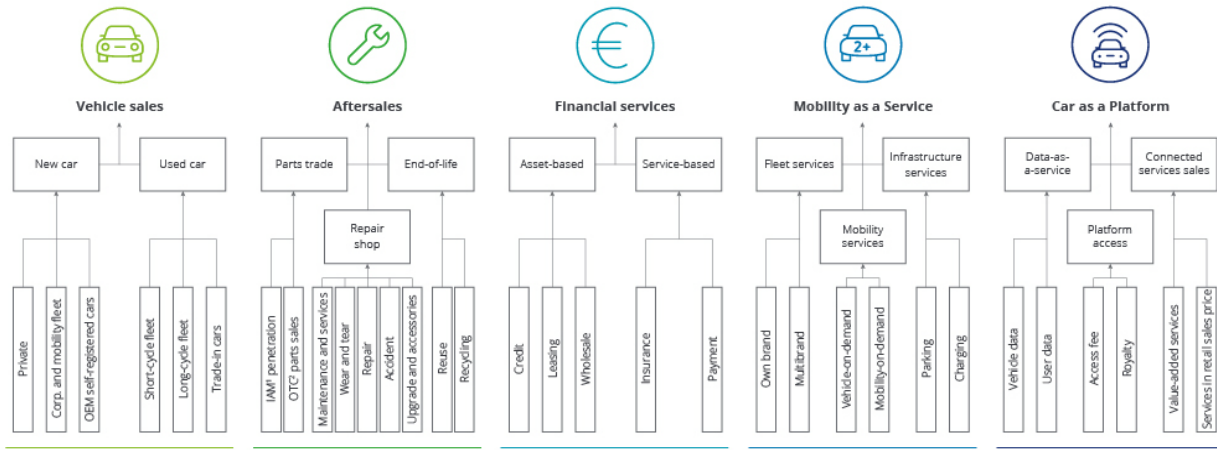 €
2+
Vehicle sales
Aftersales
Financial services
Mobility as a Service
Car as a Platform
New car
Used car
Parts trade
End-of-life
Asset-based
Service-based
Fleet services
Infrastructure
services
Data-as-
a-service
Connected
services sales
Repair
shop
Mobility
services
Platform
access
Private
Corp. and mobility fleet
OEM self-registered cars
Short-cycle fleet
Long-cycle fleet
Trade-in cars
IAM¹ penetration
OTC² parts sales
Maintenance and services
Wear and tear
Repair
Accident
Upgrade and accessories
Reuse
Recycling
Credit
Leasing
Wholesale
Insurance
Payment
Own brand
Multibrand
Vehicle-on-demand
Mobility-on-demand
Parking
Charging
Vehicle data
User data
Access fee
Royalty
Value-added services
Services in retail sales price